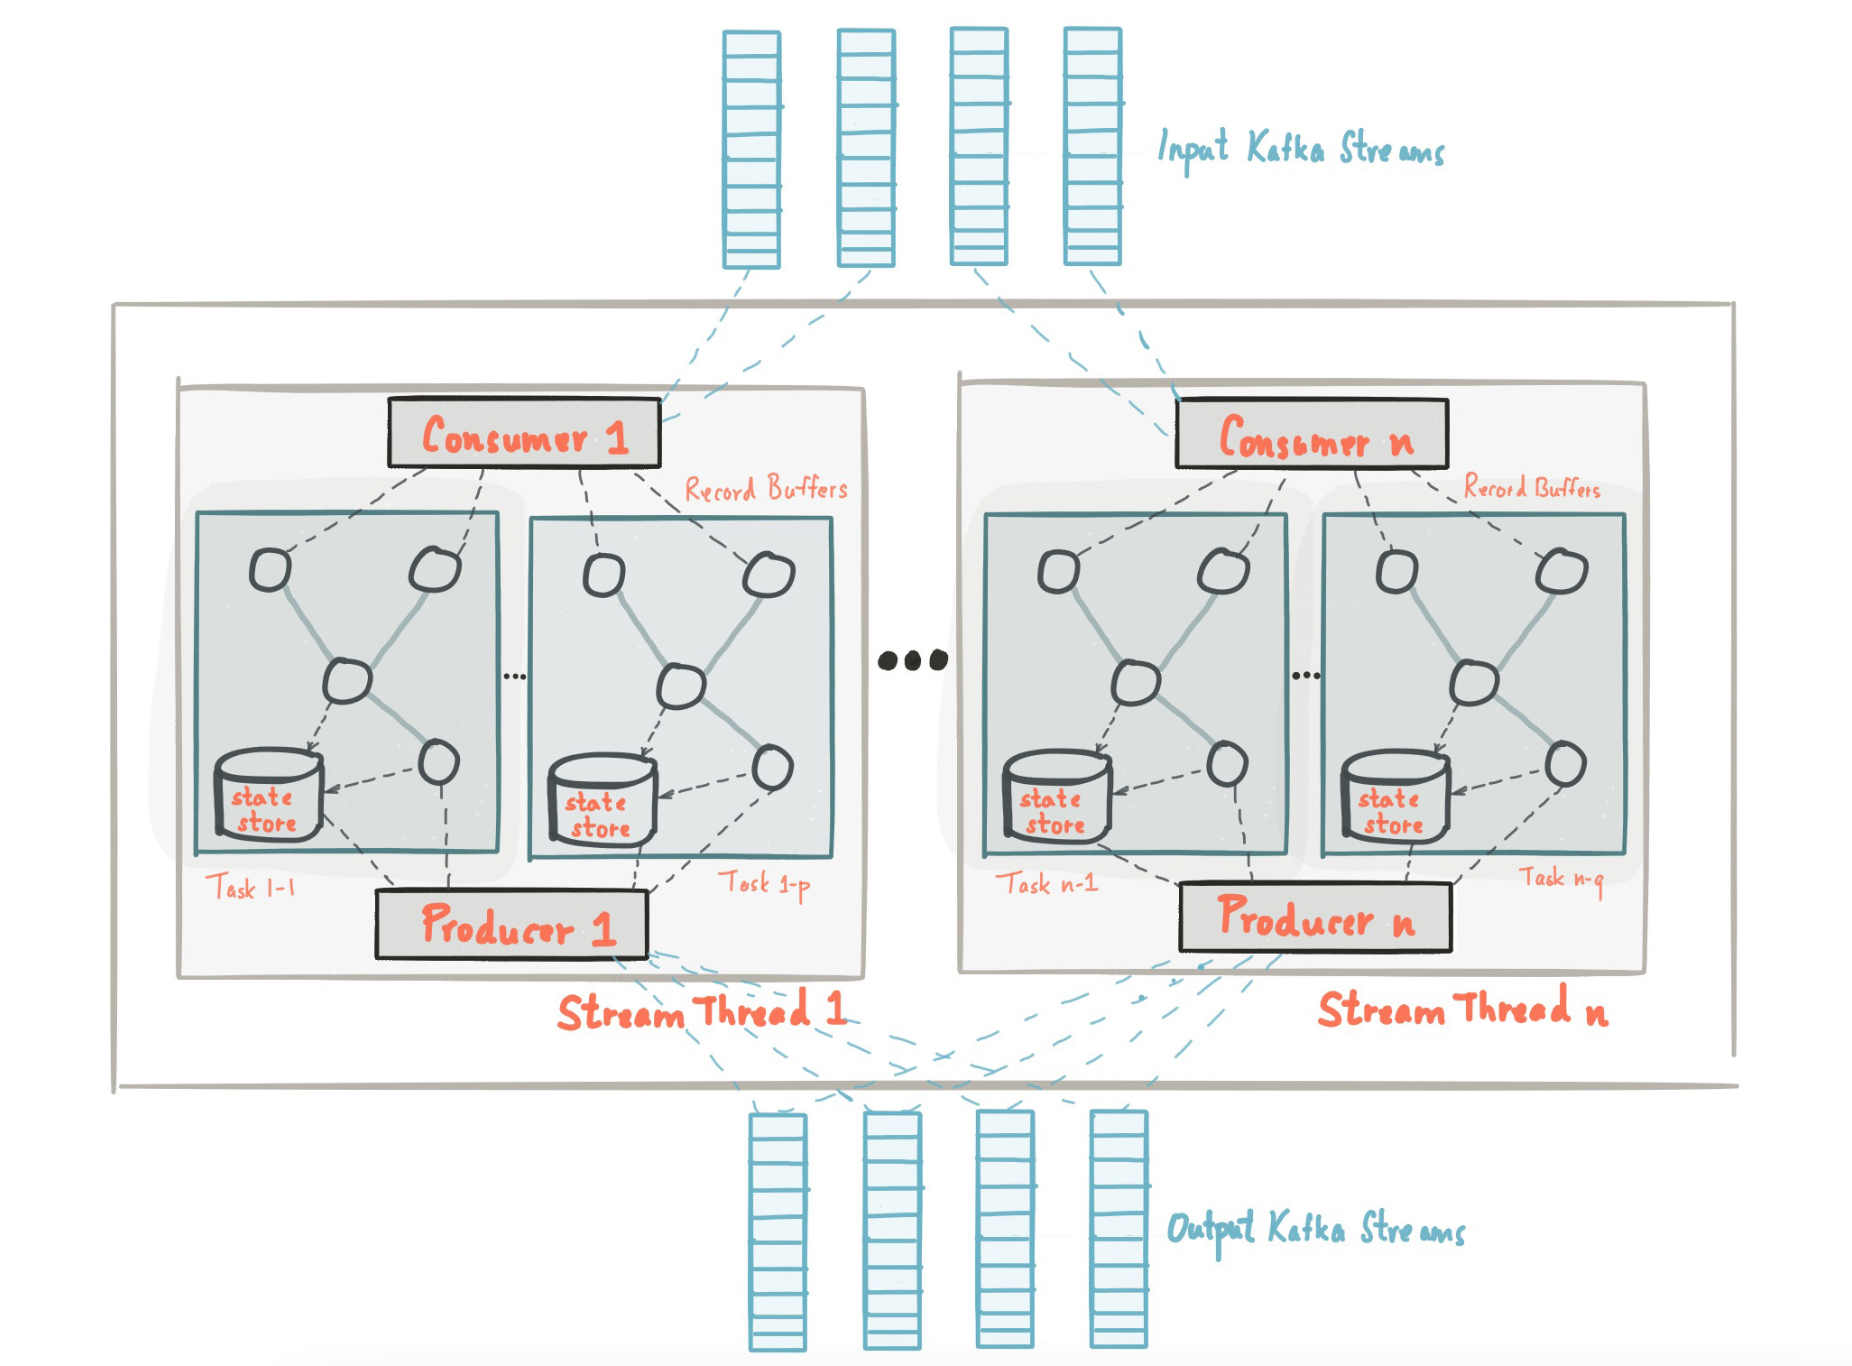 Input Kafka Streams
Consumer 1
Consumer n
Record Buffers
Record Buffers
...
...
...
state
store
state
store
state
store
state
store
Task 1-1
Task 1-p
Task n-1
Task n-q
Producer 1
Producer n
Stream Thread 1
Stream Thread n
Output Kafka Streams